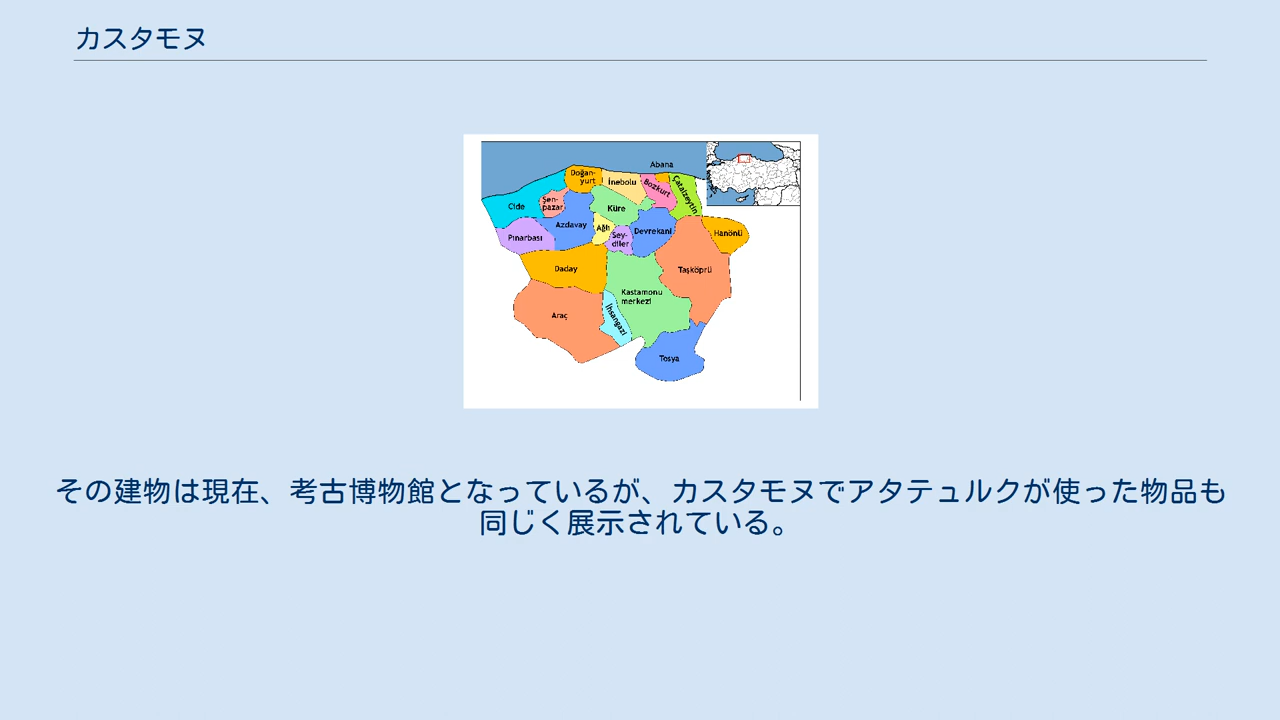 カスタモヌ
Abana
Doğan-
yurt
İnebolu
Bozkurt
Çatalzeytin
Cide
Şen-
pazar
Küre
Azdavay
Ağlı
Sey-
diler
Devrekani
Hanönü
Pınarbası
Daday
Taşköprü
Kastamonu
merkezi
Araç
İhsangazi
Tosya
その建物は現在、考古博物館となっているが、カスタモヌでアタテュルクが使った物品も
同じく展示されている。